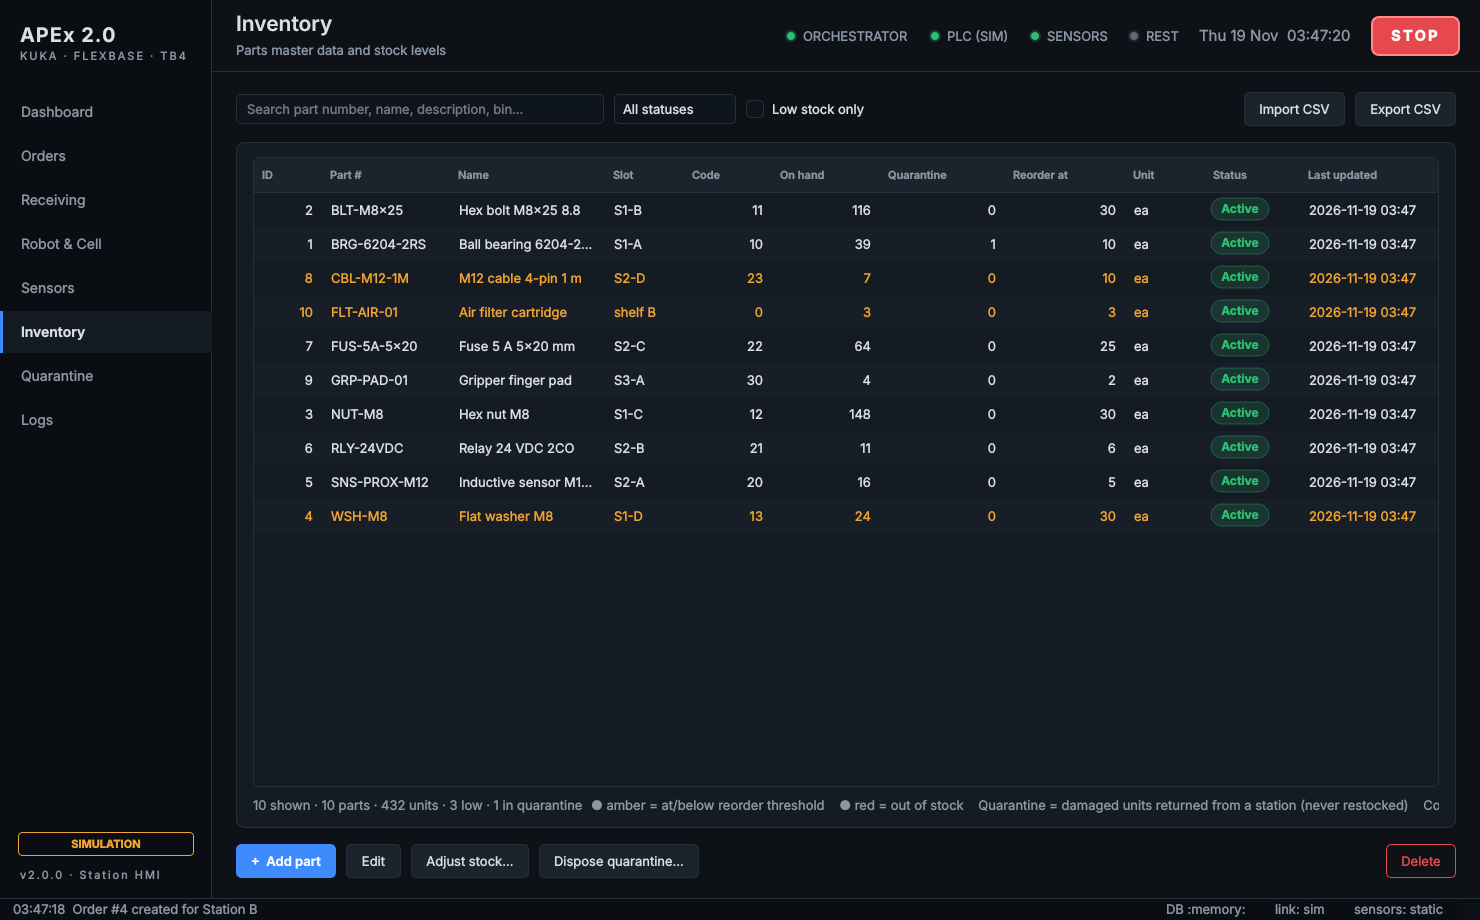 APEx 2.0
KUKA · FLEXBASE · TB4
Dashboard
Orders
Receiving
Robot & Cell
Sensors
Inventory
Quarantine
Logs
SIMULATION
v2.0.0 · Station HMI
Inventory
Parts master data and stock levels
ORCHESTRATOR PLC (SIM) SENSORS REST Thu 19 Nov 03:47:20 STOP
Search part number, name, description, bin... All statuses Low stock only Import CSV Export CSV
ID Part # Name Slot Code On hand Quarantine Reorder at Unit Status Last updated
2 BLT-M8×25 Hex bolt M8×25 8.8 S1-B 11 116 0 30 ea Active 2026-11-19 03:47
1 BRG-6204-2RS Ball bearing 6204-2... S1-A 10 39 1 10 ea Active 2026-11-19 03:47
8 CBL-M12-1M M12 cable 4-pin 1 m S2-D 23 7 0 10 ea Active 2026-11-19 03:47
10 FLT-AIR-01 Air filter cartridge shelf B 0 3 0 3 ea Active 2026-11-19 03:47
7 FUS-5A-5×20 Fuse 5 A 5×20 mm S2-C 22 64 0 25 ea Active 2026-11-19 03:47
9 GRP-PAD-01 Gripper finger pad S3-A 30 4 0 2 ea Active 2026-11-19 03:47
3 NUT-M8 Hex nut M8 S1-C 12 148 0 30 ea Active 2026-11-19 03:47
6 RLY-24VDC Relay 24 VDC 2CO S2-B 21 11 0 6 ea Active 2026-11-19 03:47
5 SNS-PROX-M12 Inductive sensor M1... S2-A 20 16 0 5 ea Active 2026-11-19 03:47
4 WSH-M8 Flat washer M8 S1-D 13 24 0 30 ea Active 2026-11-19 03:47
10 shown · 10 parts · 432 units · 3 low · 1 in quarantine ● amber = at/below reorder threshold ● red = out of stock Quarantine = damaged units returned from a station (never restocked) Co
+ Add part Edit Adjust stock... Dispose quarantine... Delete
03:47:18 Order #4 created for Station B DB :memory: link: sim sensors: static